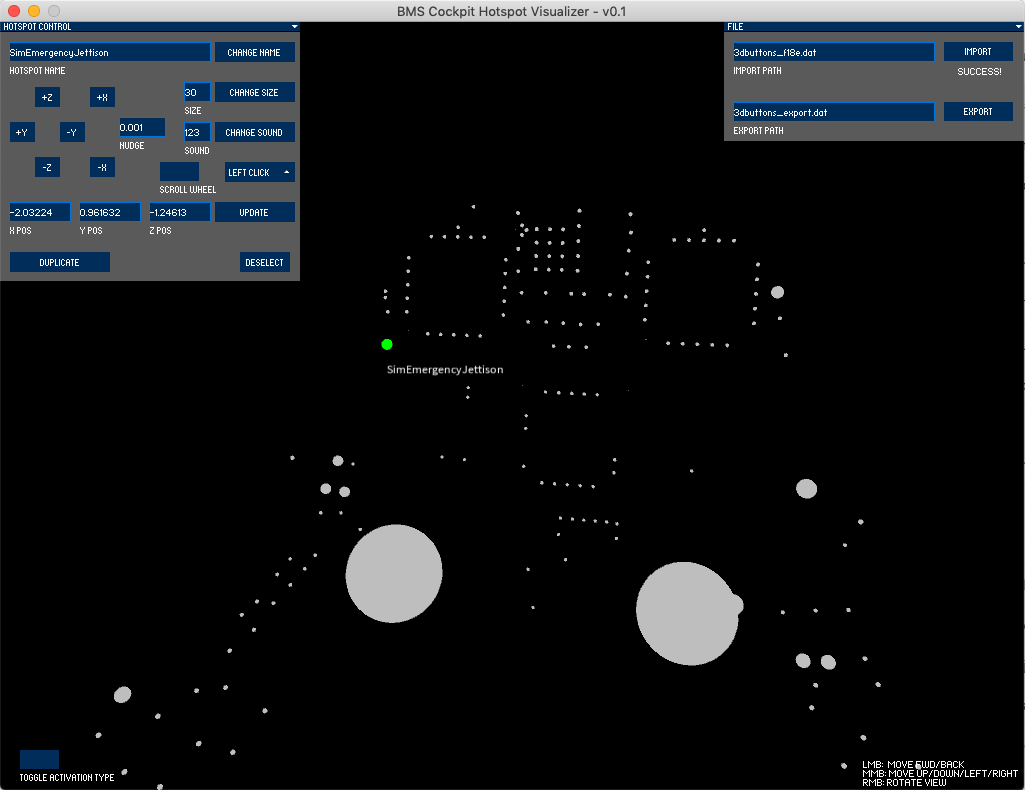 BMS Cockpit Hotspot Visualizer - v0.1
HOTSPOT CONTROL
SimEmergencyJettison
CHANGE NAME
HOTSPOT NAME
+Z
+X
30
CHANGE SIZE
SIZE
+Y
-Y
0.001
NUDGE
123
CHANGE SOUND
SOUND
-Z
-X
LEFT CLICK
SCROLL WHEEL
-2.03224
0.961632
-1.24613
UPDATE
X POS
Y POS
Z POS
DUPLICATE
DESELECT
FILE
3dbuttons_f18e.dat
IMPORT
IMPORT PATH
SUCCESS!
3dbuttons_export.dat
EXPORT
EXPORT PATH
SimEmergencyJettison
TOGGLE ACTIVATION TYPE
LMB: MOVE FWD/BACK
MMB: MOVE UP/DOWN/LEFT/RIGHT
RMB: ROTATE VIEW